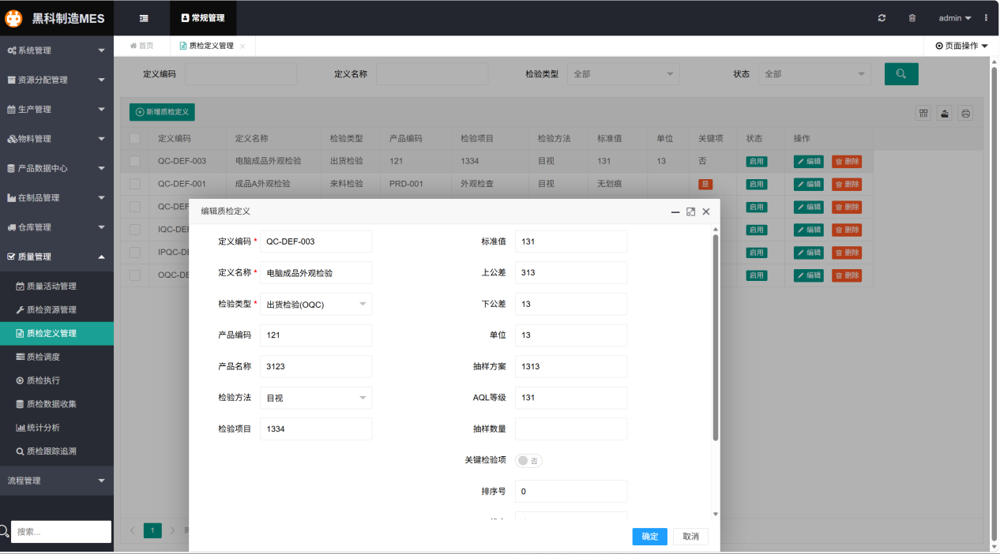 黑科制造MES
常规管理
admin
系统管理
资源分配管理
生产管理
物料管理
产品数据中心
在制品管理
仓库管理
质量管理
质量活动管理
质检资源管理
质检定义管理
质检调度
质检执行
质检数据收集
统计分析
质检跟踪追溯
流程管理
搜索...
首页 质检定义管理 页面操作
定义编码 定义名称 检验类型 全部 状态 全部
新增质检定义
定义编码 定义名称 检验类型 产品编码 检验项目 检验方法 标准值 单位 关键项 状态 操作
QC-DEF-003 电脑成品外观检验 出货检验 121 1334 目视 131 13 否 启用 编辑 删除
QC-DEF-001 成品A外观检验 来料检验 PRD-001 外观检查 目视 无划痕 是 启用 编辑 删除
QC-DEF 启用 编辑 删除
IQC-DEF 启用 编辑 删除
IPQC-DE 启用 编辑 删除
OQC-DE 启用 编辑 删除
1
编辑质检定义
定义编码 * QC-DEF-003
定义名称 * 电脑成品外观检验
检验类型 * 出货检验(OQC)
产品编码 121
产品名称 3123
检验方法 目视
检验项目 1334
标准值 131
上公差 313
下公差 13
单位 13
抽样方案 1313
AQL等级 131
抽样数量
关键检验项 否
排序号 0
确定 取消